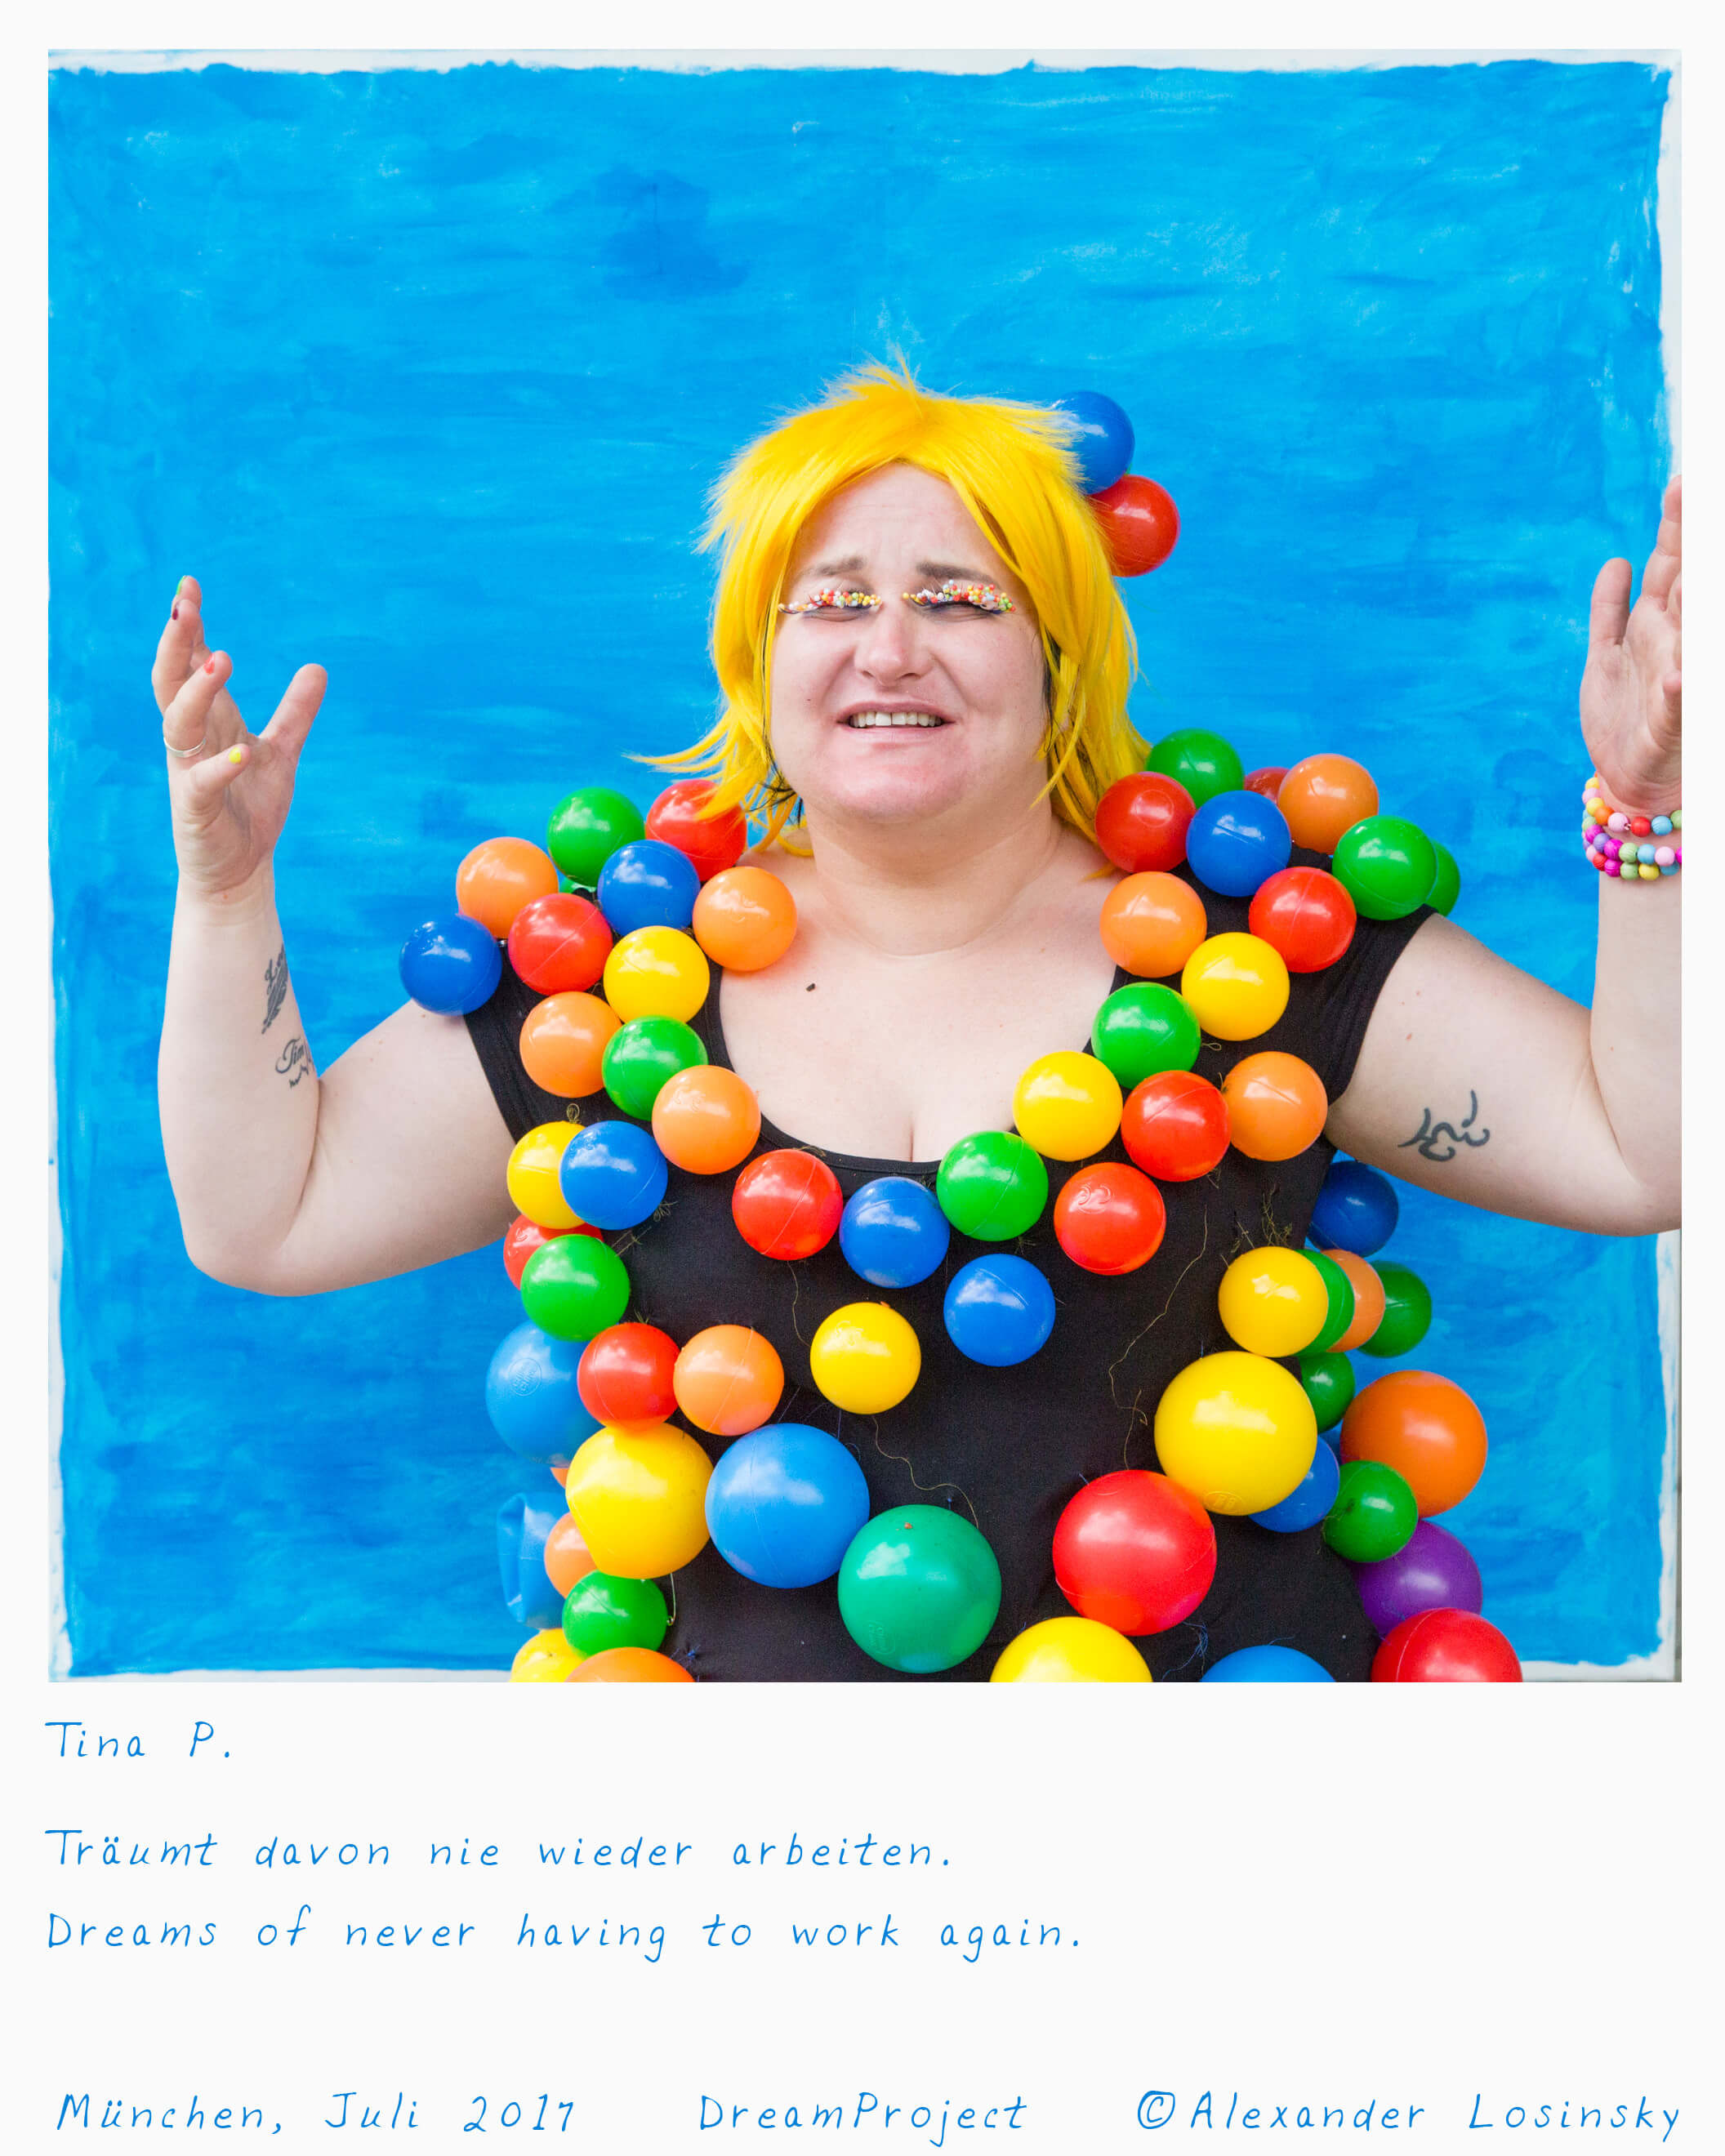 Tina P.
Träumt davon nie wieder arbeiten.
Dreams of never having to work again.
München, Juli 2017 DreamProject ©Alexander Losinsky